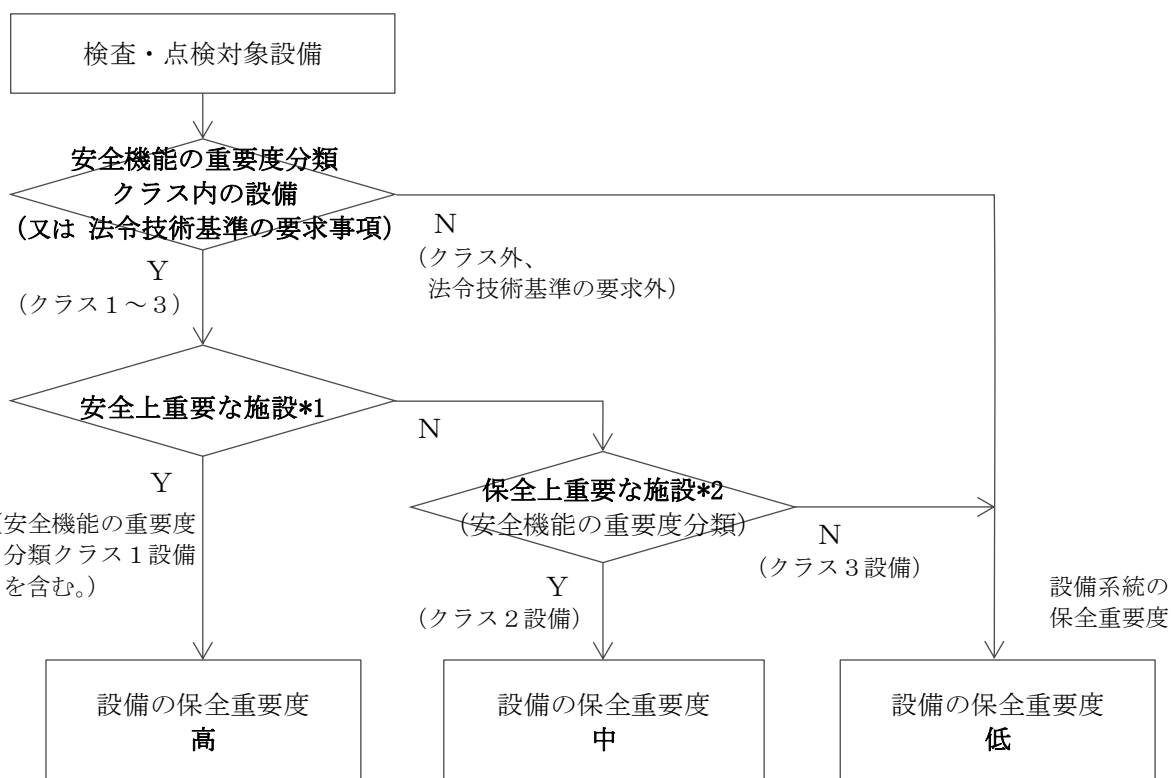 検査・点検対象設備
安全機能の重要度分類
クラス内の設備
(又は 法令技術基準の要求事項)
N
(クラス外、
法令技術基準の要求外)
Y
(クラス1～3)
安全上重要な施設*1
N
Y
(安全機能の重要度
分類クラス1設備
を含む。)
保全上重要な施設*2
(安全機能の重要度分類)
N
(クラス3設備)
Y
(クラス2設備)
設備系統の
保全重要度
設備の保全重要度
高
設備の保全重要度
中
設備の保全重要度
低